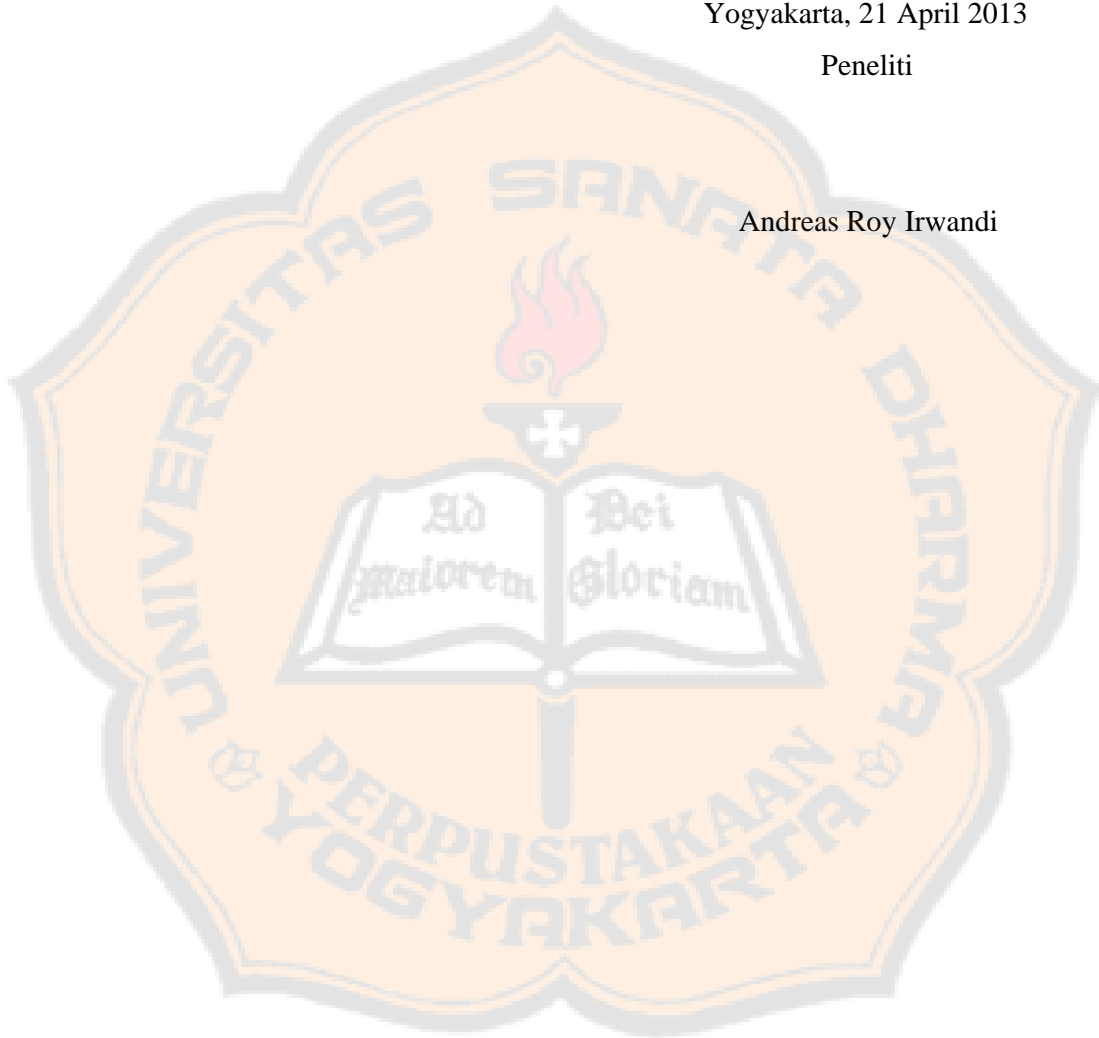 Yogyakarta, 21 April 2013
Peneliti
Andreas Roy Irwandi
UNIVERSITAS SANATA DHARMA
Ad Dei
maiorem Gloriam
PERPUSTAKAAN
YOGYAKARTA